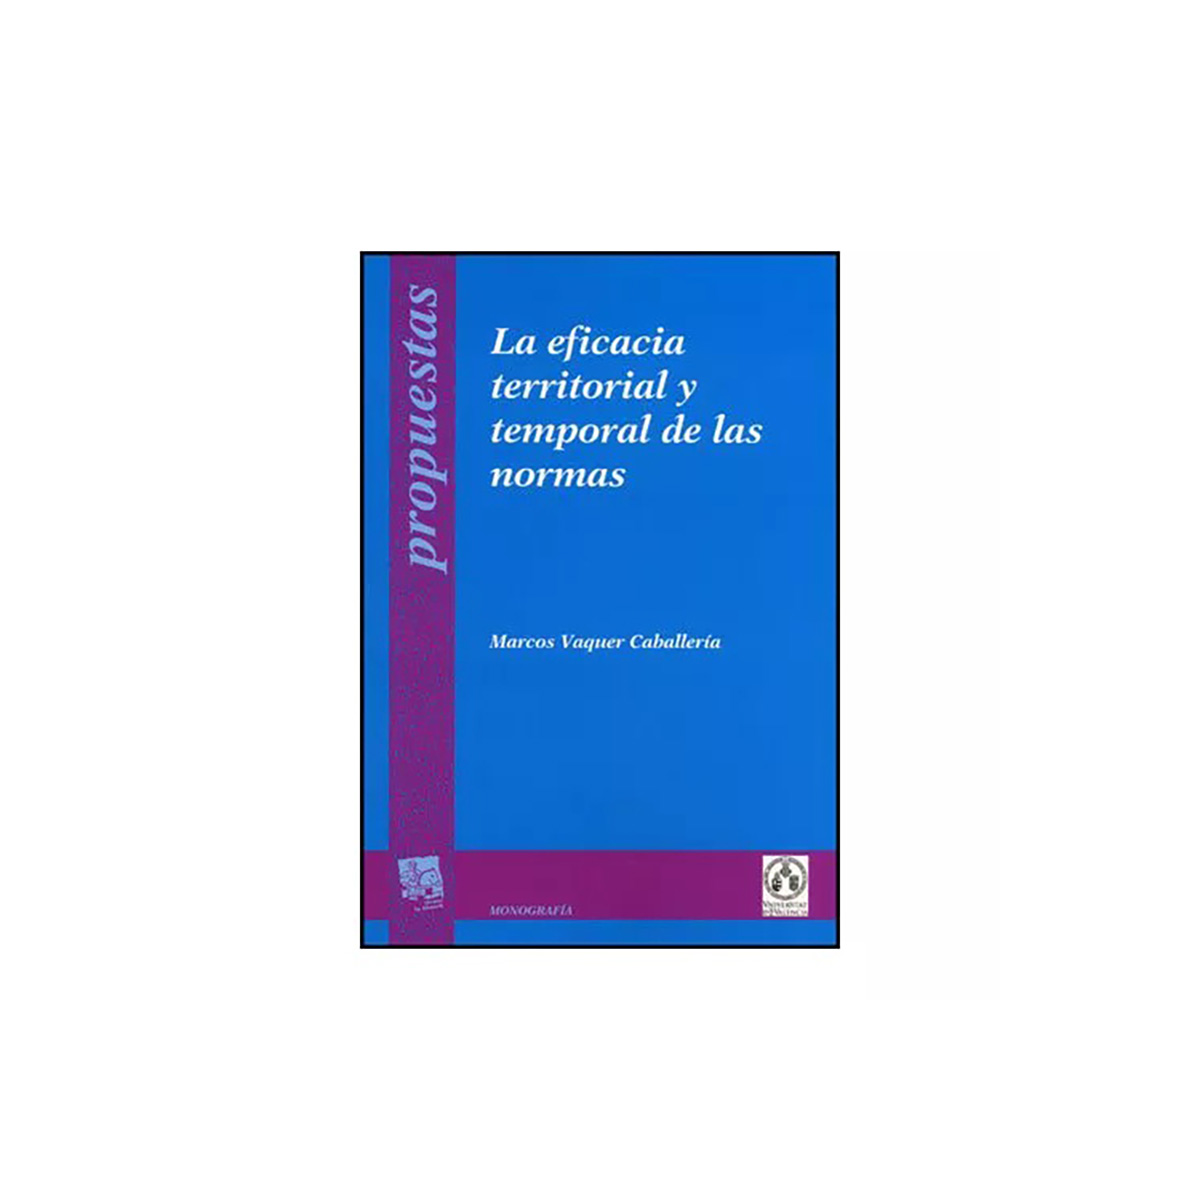 propuestas
La eficacia
territorial y
temporal de las
normas
Marcos Vaquer Caballería
MONOGRAFÍA